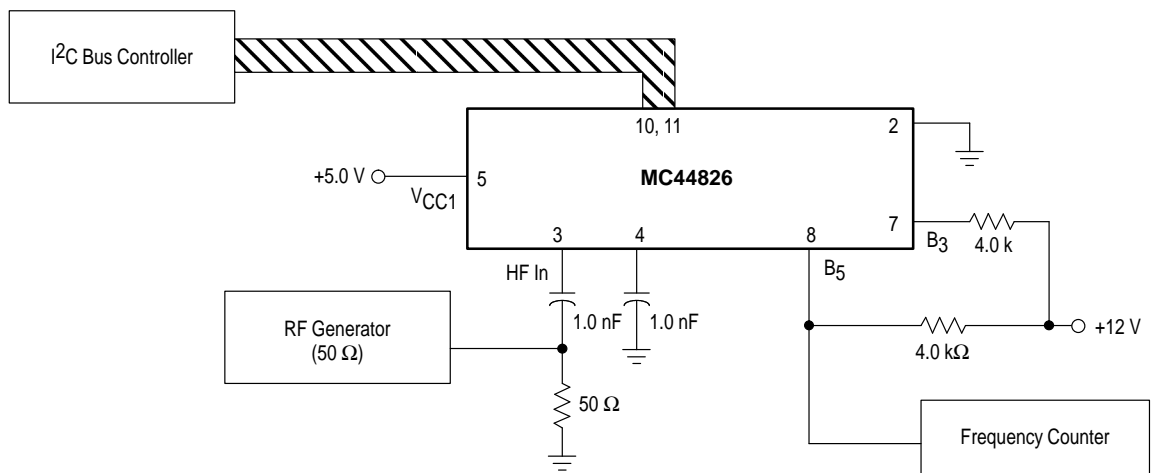 I²C Bus Controller
10, 11
2
+5.0 V
V_CC1
5
MC44826
7
3
4
8
B₃
4.0 k
HF In
B₅
1.0 nF
1.0 nF
RF Generator
(50 Ω)
4.0 kΩ
+12 V
50 Ω
Frequency Counter